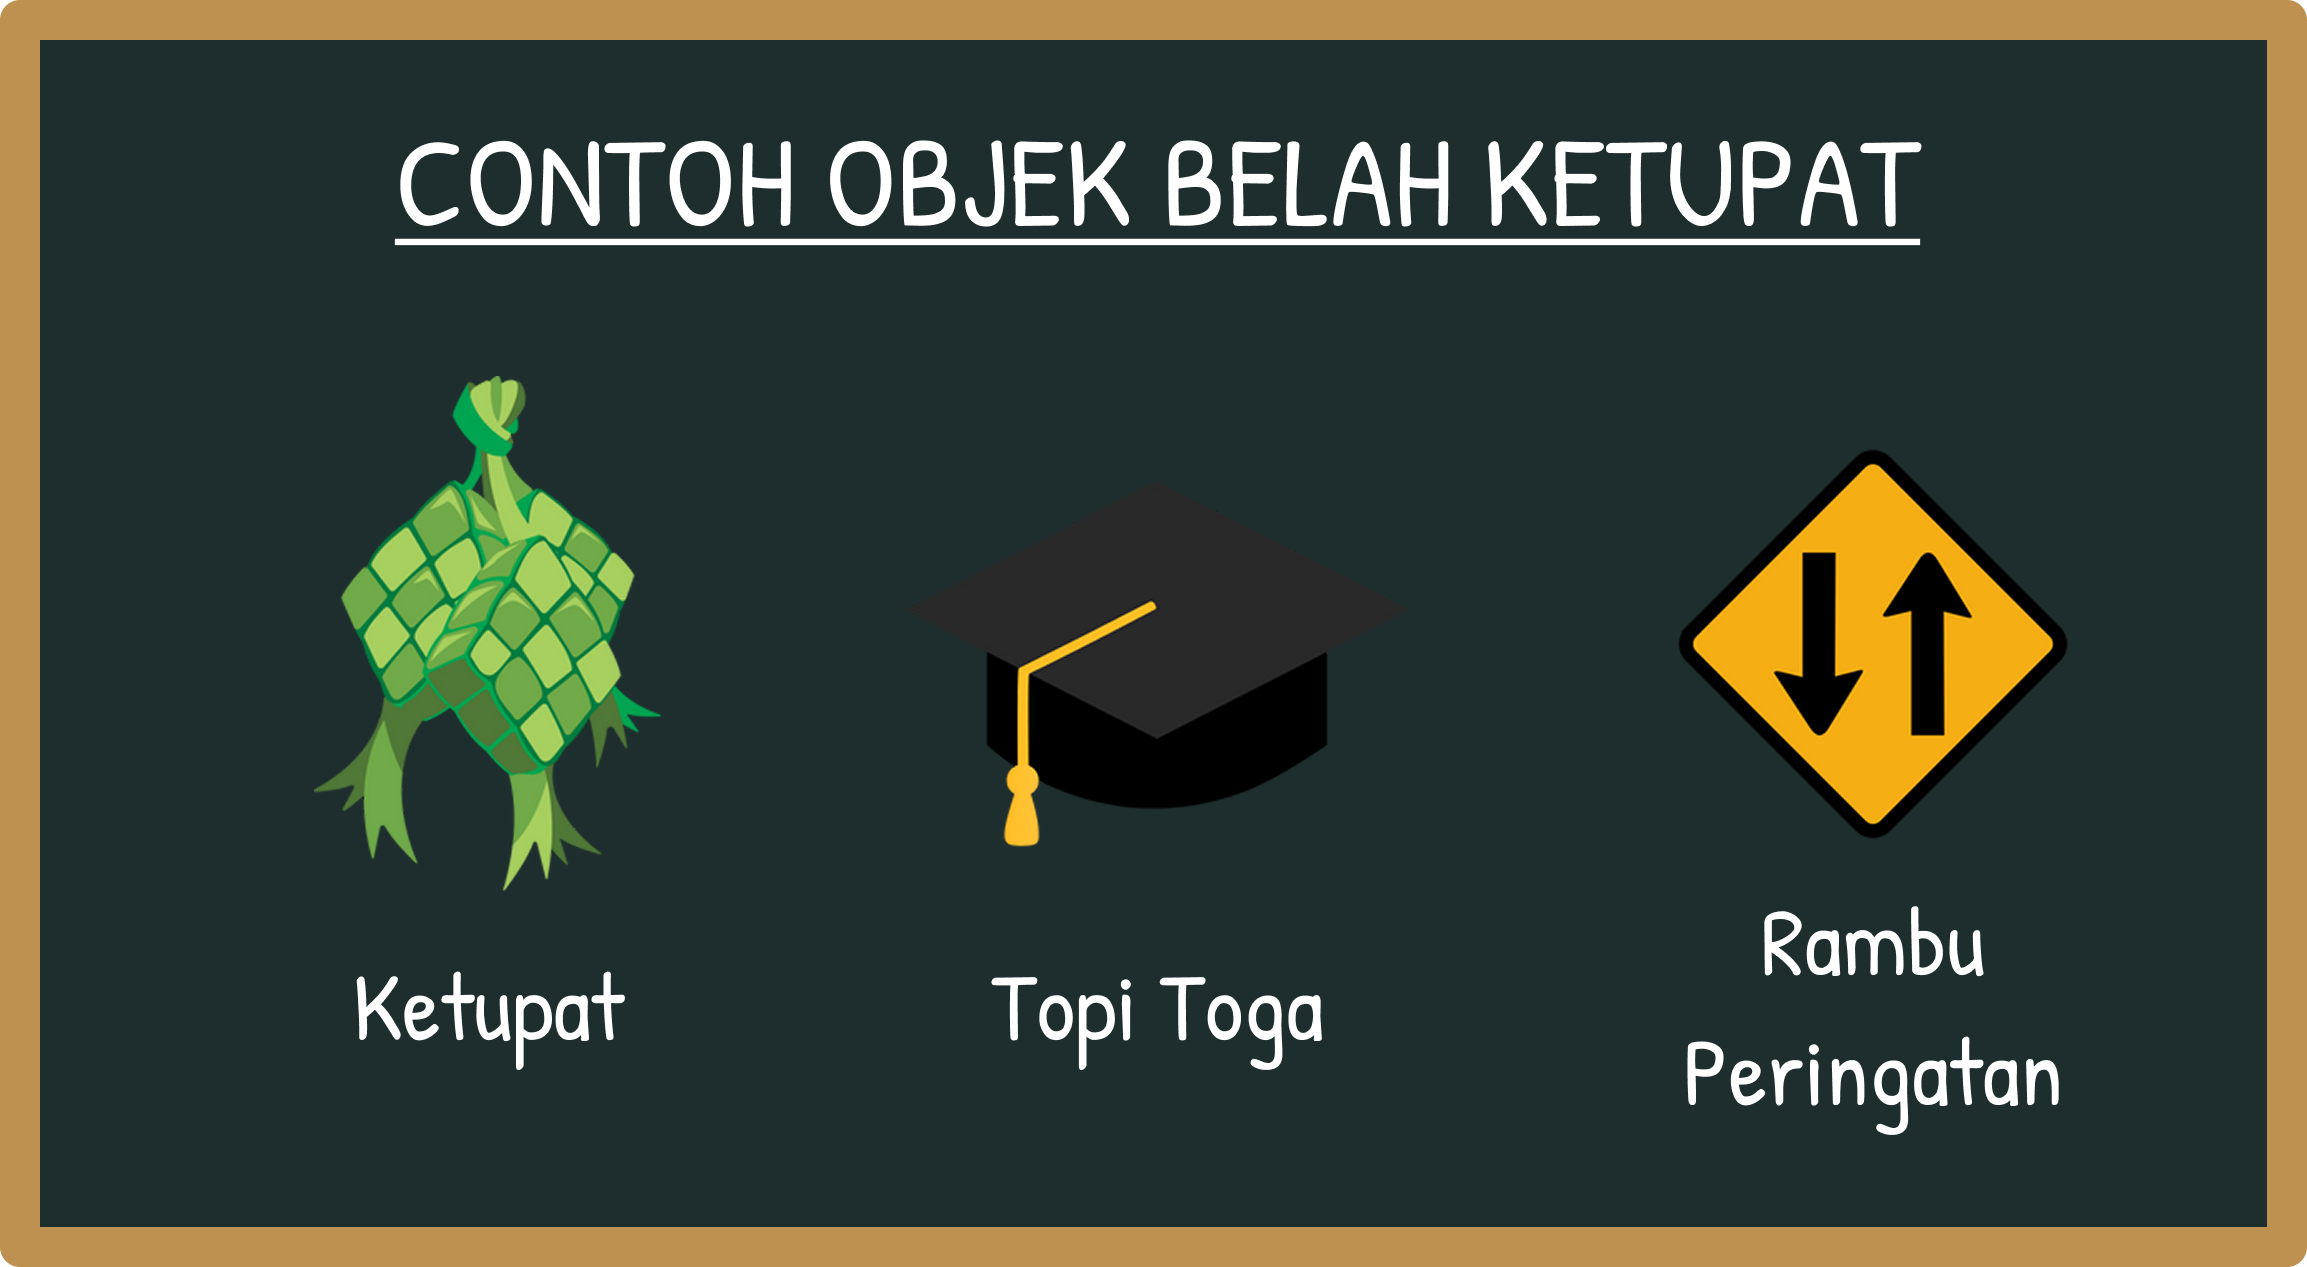 CONTOH OBJEK BELAH KETUPAT
Ketupat
Topi Toga
Rambu
Peringatan